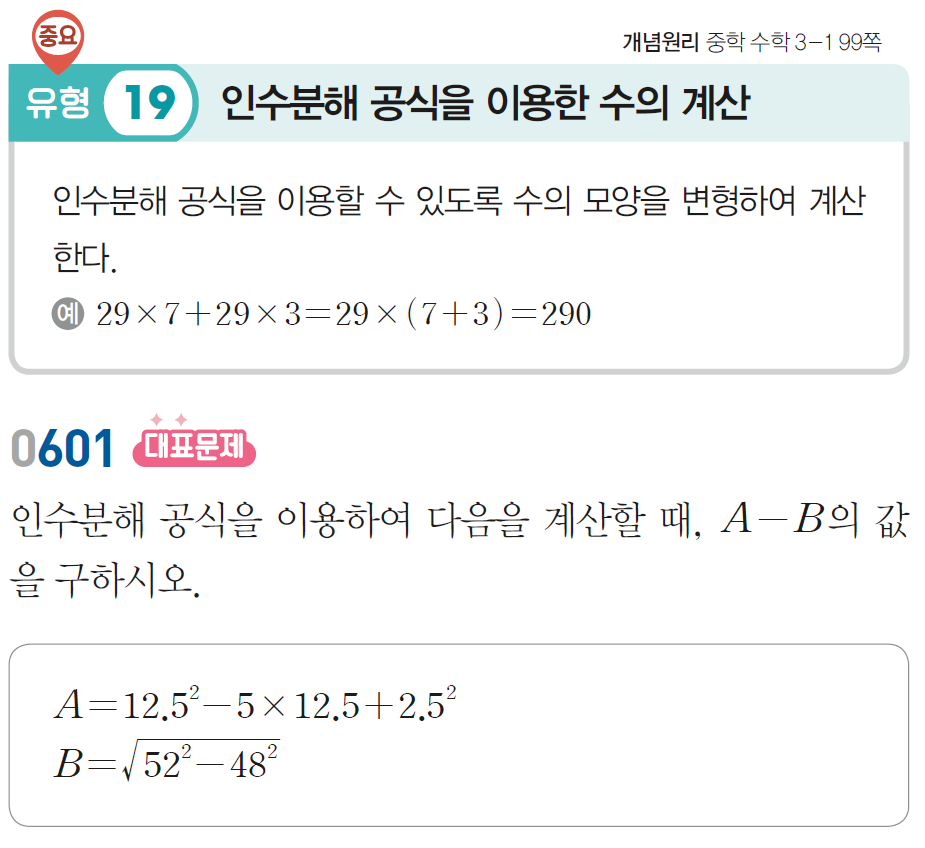 중요
개념원리 중학 수학 3-1 99쪽
유형 19 인수분해 공식을 이용한 수의 계산
인수분해 공식을 이용할 수 있도록 수의 모양을 변형하여 계산
한다.
예 29×7+29×3=29×(7+3)=290
0601 대표문제
인수분해 공식을 이용하여 다음을 계산할 때, A-B의 값
을 구하시오.
A=12.5²-5×12.5+2.5²
B=√(52²-48²)